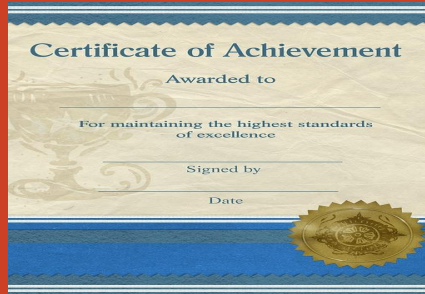 Certificate of Achievement
Awarded to
For maintaining the highest standards
of excellence
Signed by
Date